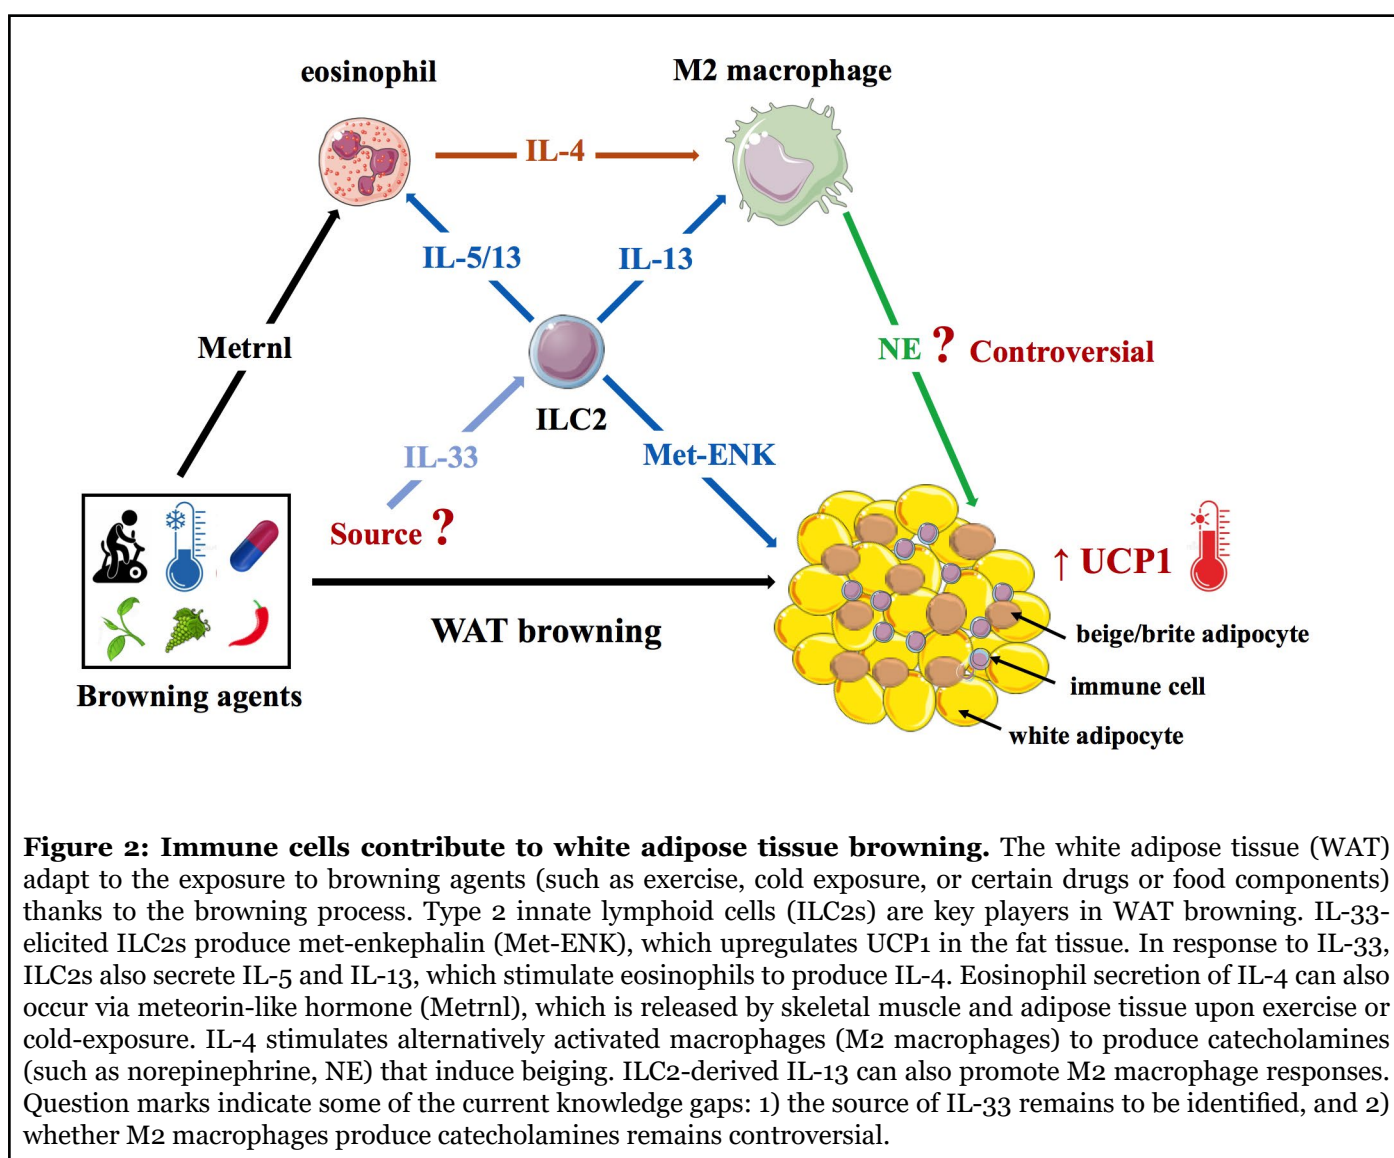 eosinophil
M2 macrophage
IL-4
IL-5/13
IL-13
Metrnl
NE ? Controversial
ILC2
IL-33
Met-ENK
Source ?
↑ UCP1
WAT browning
beige/brite adipocyte
Browning agents
immune cell
white adipocyte
Figure 2: Immune cells contribute to white adipose tissue browning. The white adipose tissue (WAT)
adapt to the exposure to browning agents (such as exercise, cold exposure, or certain drugs or food components)
thanks to the browning process. Type 2 innate lymphoid cells (ILC2s) are key players in WAT browning. IL-33-
elicited ILC2s produce met-enkephalin (Met-ENK), which upregulates UCP1 in the fat tissue. In response to IL-33,
ILC2s also secrete IL-5 and IL-13, which stimulate eosinophils to produce IL-4. Eosinophil secretion of IL-4 can also
occur via meteorin-like hormone (Metrnl), which is released by skeletal muscle and adipose tissue upon exercise or
cold-exposure. IL-4 stimulates alternatively activated macrophages (M2 macrophages) to produce catecholamines
(such as norepinephrine, NE) that induce beiging. ILC2-derived IL-13 can also promote M2 macrophage responses.
Question marks indicate some of the current knowledge gaps: 1) the source of IL-33 remains to be identified, and 2)
whether M2 macrophages produce catecholamines remains controversial.